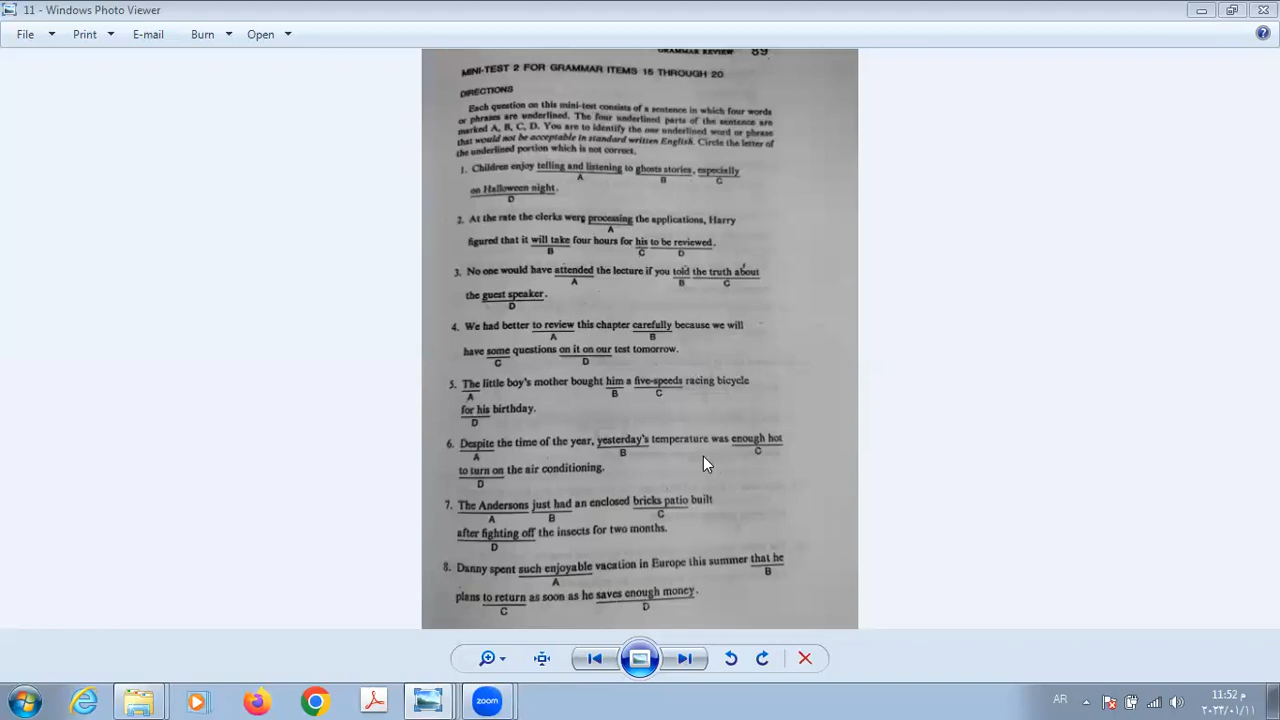 11 - Windows Photo Viewer
File Print E-mail Burn Open
GRAMMAR REVIEW 89
MINI-TEST 2 FOR GRAMMAR ITEMS 15 THROUGH 20
DIRECTIONS
Each question on this mini-test consists of a sentence in which four words
or phrases are underlined. The four underlined parts of the sentence are
marked A, B, C, D. You are to identify the one underlined word or phrase
that would not be acceptable in standard written English. Circle the letter of
the underlined portion which is not correct.
1. Children enjoy telling and listening to ghosts stories, especially
A B C
on Halloween night.
D
2. At the rate the clerks were processing the applications, Harry
A
figured that it will take four hours for his to be reviewed.
B C D
3. No one would have attended the lecture if you told the truth about
A B C
the guest speaker.
D
4. We had better to review this chapter carefully because we will
A B
have some questions on it on our test tomorrow.
C D
5. The little boy's mother bought him a five-speeds racing bicycle
A B C
for his birthday.
D
6. Despite the time of the year, yesterday's temperature was enough hot
A B C
to turn on the air conditioning.
D
7. The Andersons just had an enclosed bricks patio built
A B C
after fighting off the insects for two months.
D
8. Danny spent such enjoyable vacation in Europe this summer that he
A B
plans to return as soon as he saves enough money.
C D
zoom
AR
11:52 م
٢٠٢٣/٠١/١١